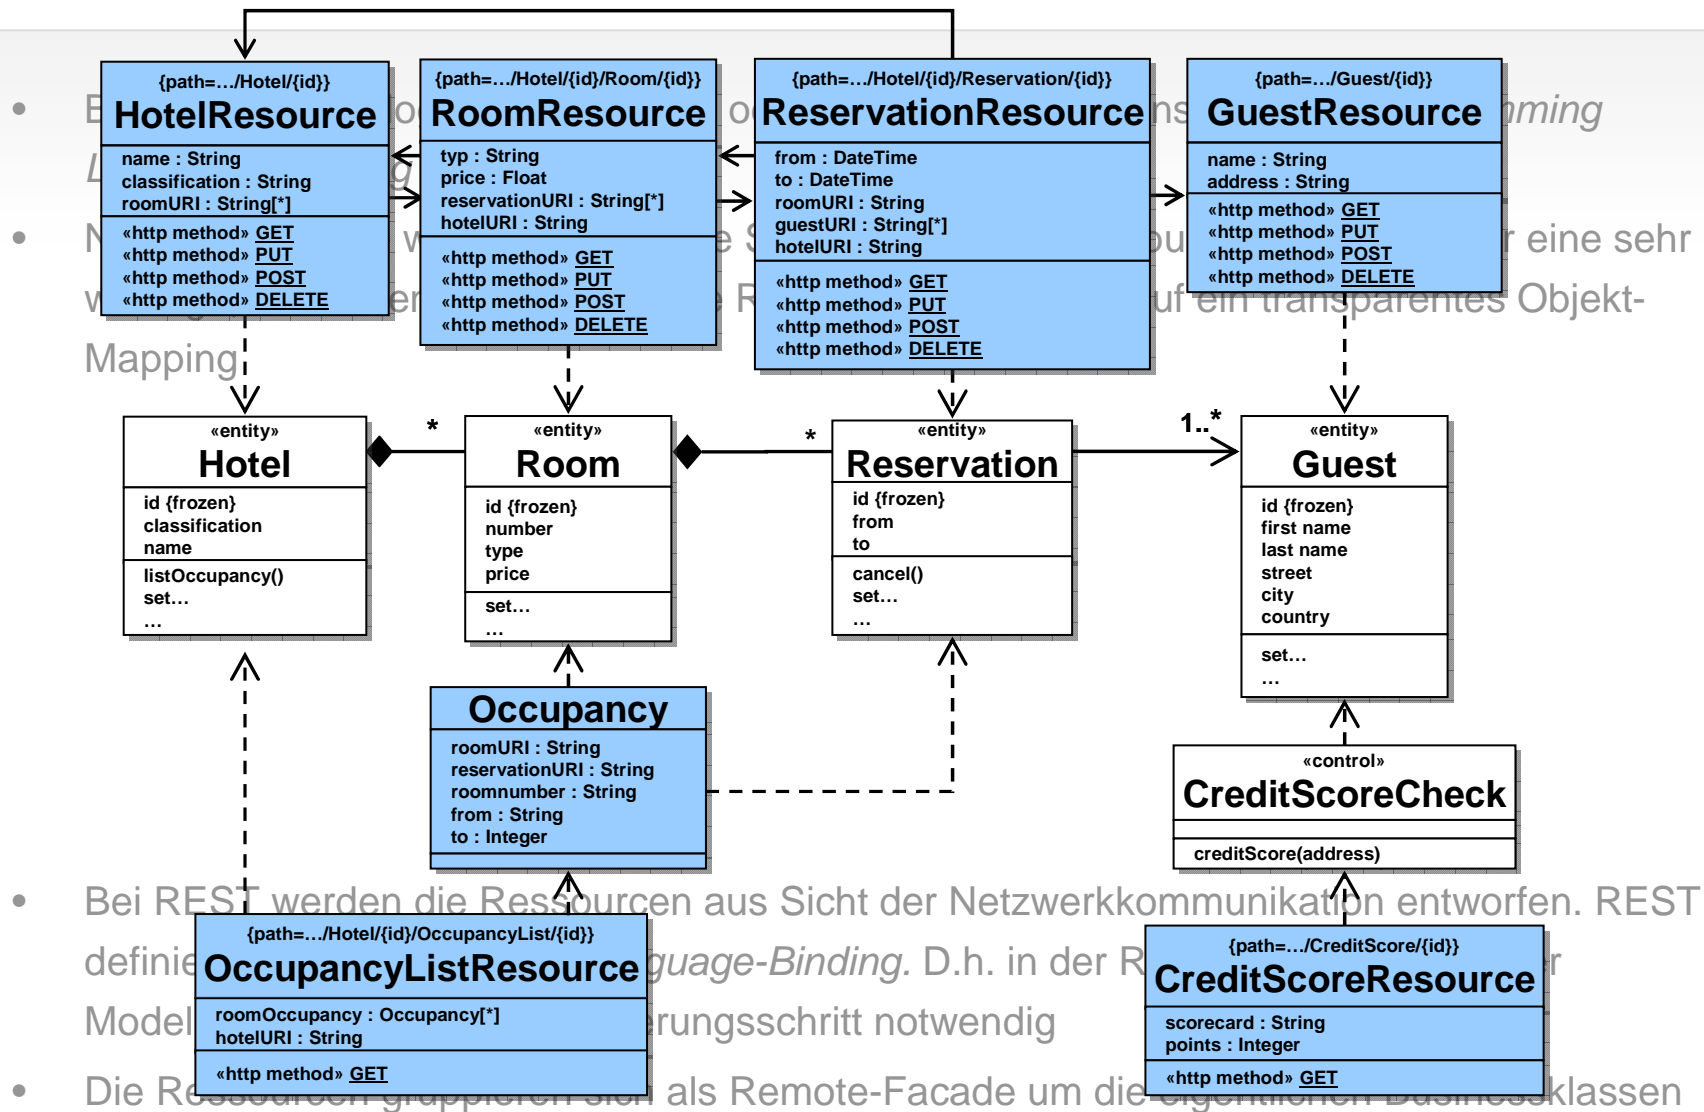 {path=…/Hotel/{id}}
HotelResource
name : String
classification : String
roomURI : String[*]
«http method» GET
«http method» PUT
«http method» POST
«http method» DELETE
{path=…/Hotel/{id}/Room/{id}}
RoomResource
typ : String
price : Float
reservationURI : String[*]
hotelURI : String
«http method» GET
«http method» PUT
«http method» POST
«http method» DELETE
{path=…/Hotel/{id}/Reservation/{id}}
ReservationResource
from : DateTime
to : DateTime
roomURI : String
guestURI : String[*]
hotelURI : String
«http method» GET
«http method» PUT
«http method» POST
«http method» DELETE
{path=…/Guest/{id}}
GuestResource
name : String
address : String
«http method» GET
«http method» PUT
«http method» POST
«http method» DELETE
eine sehr
ein transparentes Objekt-
Mapping
«entity»
Hotel
id {frozen}
classification
name
listOccupancy()
set…
…
*
«entity»
Room
id {frozen}
number
type
price
set…
…
*
«entity»
Reservation
id {frozen}
from
to
cancel()
set…
…
1..*
«entity»
Guest
id {frozen}
first name
last name
street
city
country
set…
…
Occupancy
roomURI : String
reservationURI : String
roomnumber : String
from : String
to : Integer
«control»
CreditScoreCheck
creditScore(address)
• Bei REST werden die Ressourcen aus Sicht der Netzwerkkommunikation entworfen. REST
D.h. in der
notwendig
• Die Ressourcen gruppieren sich als Remote-Facade um die eigentlichen Businessklassen
{path=…/Hotel/{id}/OccupancyList/{id}}
OccupancyListResource
roomOccupancy : Occupancy[*]
hotelURI : String
«http method» GET
{path=…/CreditScore/{id}}
CreditScoreResource
scorecard : String
points : Integer
«http method» GET